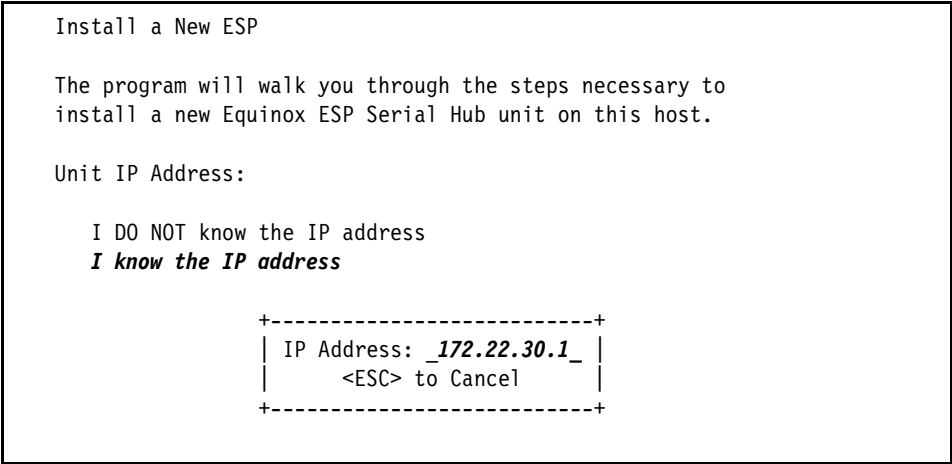 Install a New ESP
The program will walk you through the steps necessary to
install a new Equinox ESP Serial Hub unit on this host.
Unit IP Address:
I DO NOT know the IP address
I know the IP address
+---------------------------+
| IP Address: _172.22.30.1_ |
| <ESC> to Cancel |
+---------------------------+